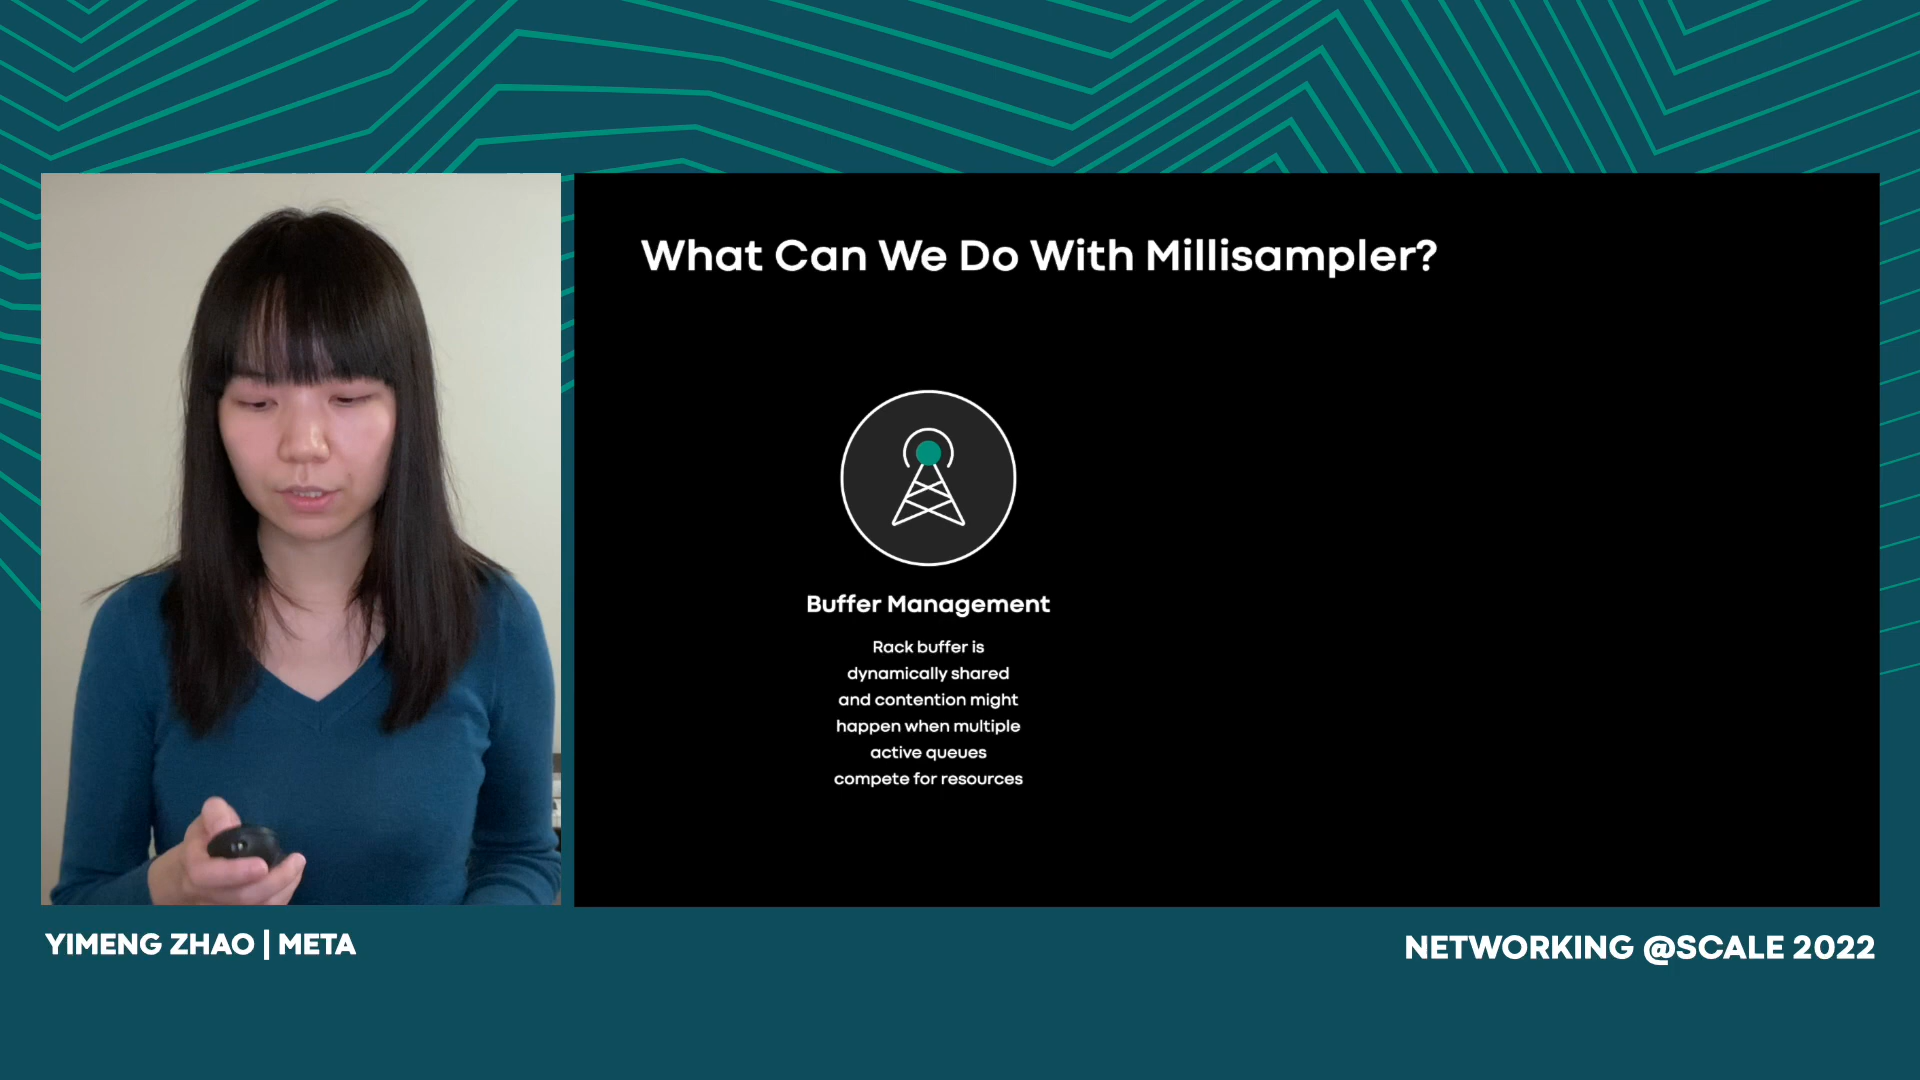 What Can We Do With Millisampler?
Buffer Management
Rack buffer is
dynamically shared
and contention might
happen when multiple
active queues
compete for resources
YIMENG ZHAO | META
NETWORKING @SCALE 2022